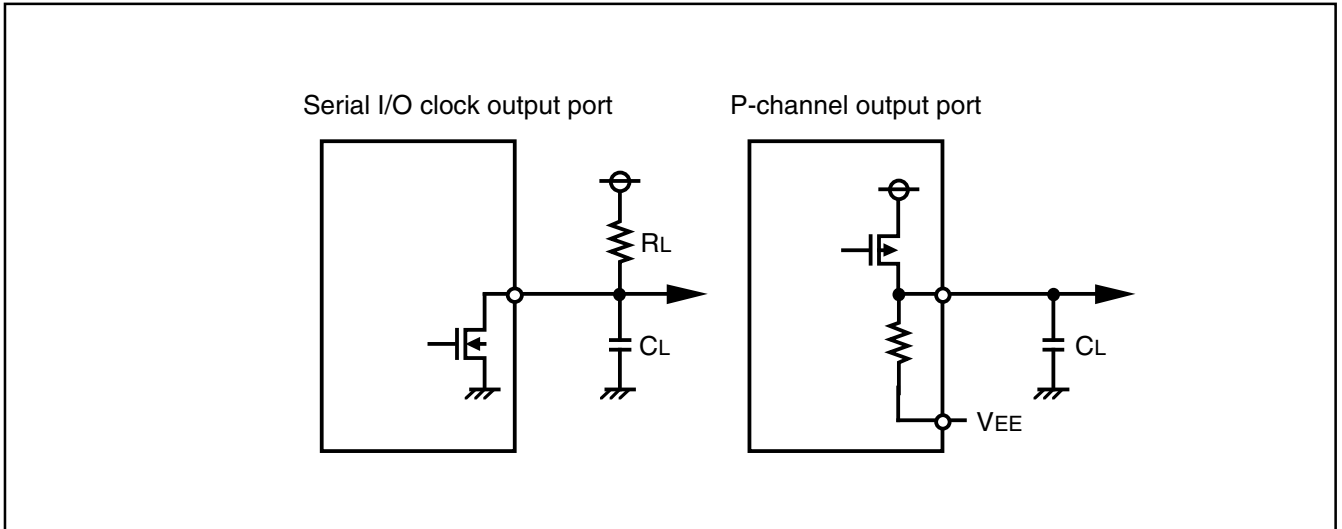 Serial I/O clock output port
RL
CL
P-channel output port
CL
VEE